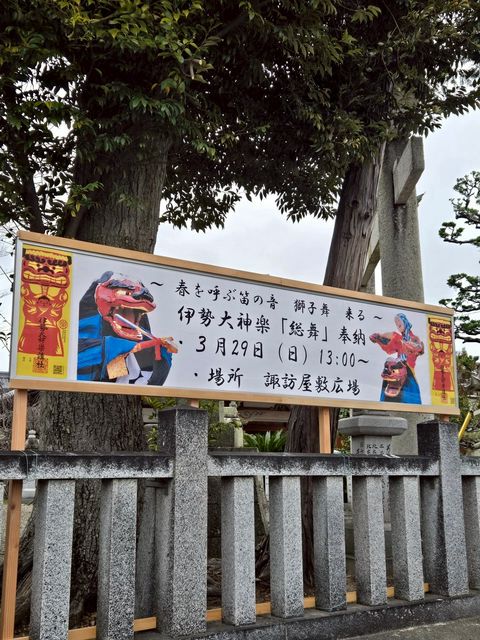 ～ 春を呼ぶ笛の音 獅子舞 来る ～
伊勢大神楽「総舞」奉納
・3月29日（日）13:00～
・場所 諏訪屋敷広場